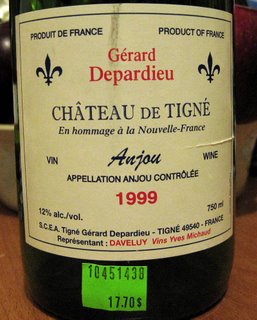 PRODUIT DE FRANCE
PRODUCT OF FRANCE
Gérard
Depardieu
CHÂTEAU DE TIGNÉ
En hommage à la Nouvelle-France
VIN
Anjou
WINE
APPELLATION ANJOU CONTRÔLÉE
1999
12% alc./vol.
750 ml
S.C.E.A. Tigné Gérard Depardieu - TIGNÉ 49540 - FRANCE
Représentant : DAVELUY Vins Yves Michaud
10451438
17.70$